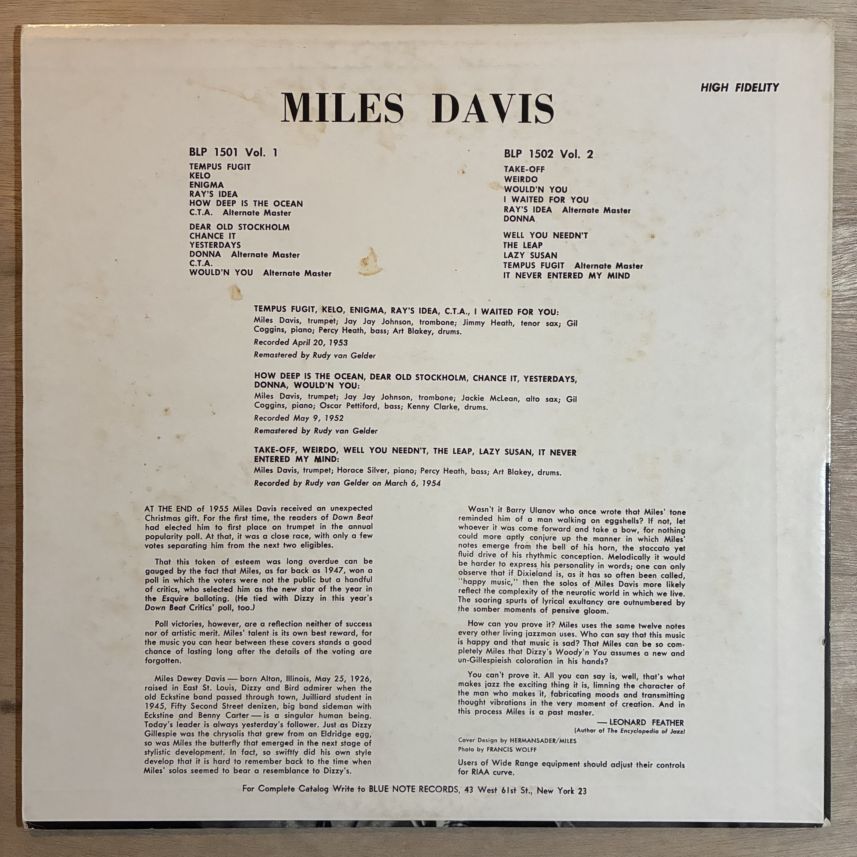 HIGH FIDELITY
MILES DAVIS
BLP 1501 Vol. 1
TEMPUS FUGIT
KELO
ENIGMA
RAY'S IDEA
HOW DEEP IS THE OCEAN
C.T.A. Alternate Master
DEAR OLD STOCKHOLM
CHANCE IT
YESTERDAYS
DONNA Alternate Master
C.T.A.
WOULD'N YOU Alternate Master
BLP 1502 Vol. 2
TAKE-OFF
WEIRDO
WOULD'N YOU
I WAITED FOR YOU
RAY'S IDEA Alternate Master
DONNA
WELL YOU NEEDN'T
THE LEAP
LAZY SUSAN
TEMPUS FUGIT Alternate Master
IT NEVER ENTERED MY MIND
TEMPUS FUGIT, KELO, ENIGMA, RAY'S IDEA, C.T.A., I WAITED FOR YOU:
Miles Davis, trumpet; Jay Jay Johnson, trombone; Jimmy Heath, tenor sax; Gil
Coggins, piano; Percy Heath, bass; Art Blakey, drums.
Recorded April 20, 1953
Remastered by Rudy van Gelder
HOW DEEP IS THE OCEAN, DEAR OLD STOCKHOLM, CHANCE IT, YESTERDAYS,
DONNA, WOULD'N YOU:
Miles Davis, trumpet; Jay Jay Johnson, trombone; Jackie McLean, alto sax; Gil
Coggins, piano; Oscar Pettiford, bass; Kenny Clarke, drums.
Recorded May 9, 1952
Remastered by Rudy van Gelder
TAKE-OFF, WEIRDO, WELL YOU NEEDN'T, THE LEAP, LAZY SUSAN, IT NEVER
ENTERED MY MIND:
Miles Davis, trumpet; Horace Silver, piano; Percy Heath, bass; Art Blakey, drums.
Recorded by Rudy van Gelder on March 6, 1954
AT THE END of 1955 Miles Davis received an unexpected
Christmas gift. For the first time, the readers of Down Beat
had elected him to first place on trumpet in the annual
popularity poll. At that, it was a close race, with only a few
votes separating him from the next two eligibles.
That this token of esteem was long overdue can be
gauged by the fact that Miles, as far back as 1947, won a
poll in which the voters were not the public but a handful
of critics, who selected him as the new star of the year in
the Esquire balloting. (He tied with Dizzy in this year's
Down Beat Critics' poll, too.)
Poll victories, however, are a reflection neither of success
nor of artistic merit. Miles' talent is its own best reward, for
the music you can hear between these covers stands a good
chance of lasting long after the details of the voting are
forgotten.
Miles Dewey Davis — born Alton, Illinois, May 25, 1926,
raised in East St. Louis, Dizzy and Bird admirer when the
old Eckstine band passed through town, Juilliard student in
1945, Fifty Second Street denizen, big band sideman with
Eckstine and Benny Carter — is a singular human being.
Today's leader is always yesterday's follower. Just as Dizzy
Gillespie was the chrysalis that grew from an Eldridge egg,
so was Miles the butterfly that emerged in the next stage of
stylistic development. In fact, so swiftly did his own style
develop that it is hard to remember back to the time when
Miles' solos seemed to bear a resemblance to Dizzy's.
Wasn't it Barry Ulanov who once wrote that Miles' tone
reminded him of a man walking on eggshells? If not, let
whoever it was come forward and take a bow, for nothing
could more aptly conjure up the manner in which Miles'
notes emerge from the bell of his horn, the staccato yet
fluid drive of his rhythmic conception. Melodically it would
be harder to express his personality in words; one can only
observe that if Dixieland is, as it has so often been called,
"happy music," then the solos of Miles Davis more likely
reflect the complexity of the neurotic world in which we live.
The soaring spurts of lyrical exultancy are outnumbered by
the somber moments of pensive gloom.
How can you prove it? Miles uses the same twelve notes
every other living jazzman uses. Who can say that this music
is happy and that music is sad? That Miles can be so com-
pletely Miles that Dizzy's Woody'n You assumes a new and
un-Gillespieish coloration in his hands?
You can't prove it. All you can say is, well, that's what
makes jazz the exciting thing it is, limning the character of
the man who makes it, fabricating moods and transmitting
thought vibrations in the very moment of creation. And in
this process Miles is a past master.
— LEONARD FEATHER
(Author of The Encyclopedia of Jazz)
Cover Design by HERMANSADER/MILES
Photo by FRANCIS WOLFF
Users of Wide Range equipment should adjust their controls
for RIAA curve.
For Complete Catalog Write to BLUE NOTE RECORDS, 43 West 61st St., New York 23